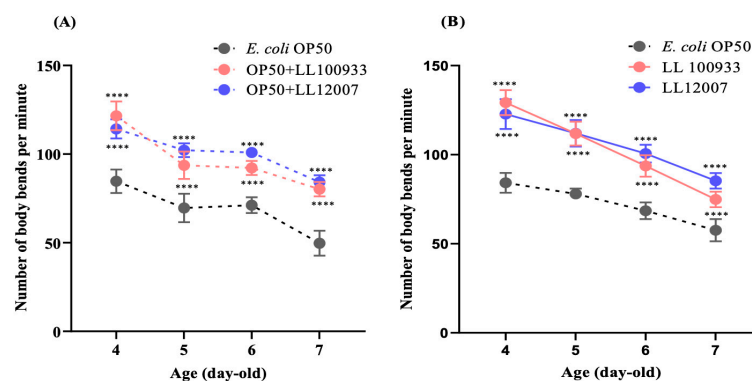 (A)
E. coli OP50
OP50+LL100933
OP50+LL12007
Number of body bends per minute
150
100
50
0
****
****
****
****
****
****
****
****
4
5
6
7
Age (day-old)
(B)
E. coli OP50
LL 100933
LL12007
Number of body bends per minute
150
100
50
0
****
****
****
****
****
****
****
****
4
5
6
7
Age (day-old)